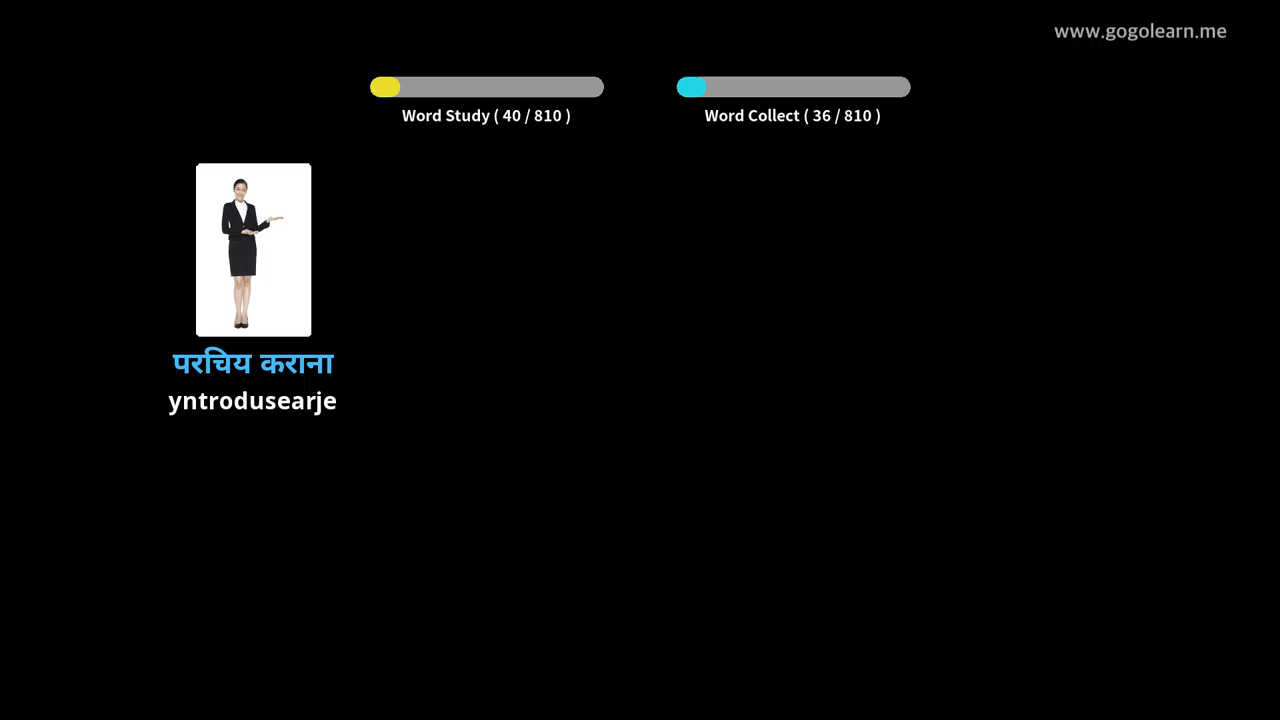 www.gogolearn.me
Word Study ( 40 / 810 )
Word Collect ( 36 / 810 )
परिचय कराना
yntrodusearje